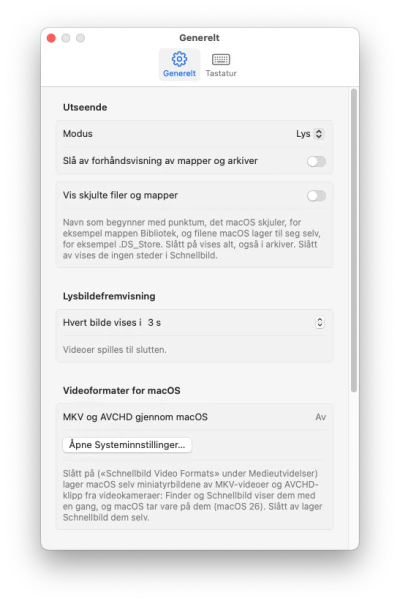 Generelt
Generelt
Tastatur
Utseende
Modus
Lys
Slå av forhåndsvisning av mapper og arkiver
Vis skjulte filer og mapper
Navn som begynner med punktum, det macOS skjuler, for
eksempel mappen Bibliotek, og filene macOS lager til seg selv,
for eksempel .DS_Store. Slått på vises alt, også i arkiver. Slått
av vises de ingen steder i Schnellbild.
Lysbildefremvisning
Hvert bilde vises i 3 s
Videoer spilles til slutten.
Videoformater for macOS
MKV og AVCHD gjennom macOS
Av
Åpne Systeminnstillinger...
Slått på («Schnellbild Video Formats» under Medieutvidelser)
lager macOS selv miniatyrbildene av MKV-videoer og AVCHD-
klipp fra videokameraer: Finder og Schnellbild viser dem med
en gang, og macOS tar vare på dem (macOS 26). Slått av lager
Schnellbild dem selv.